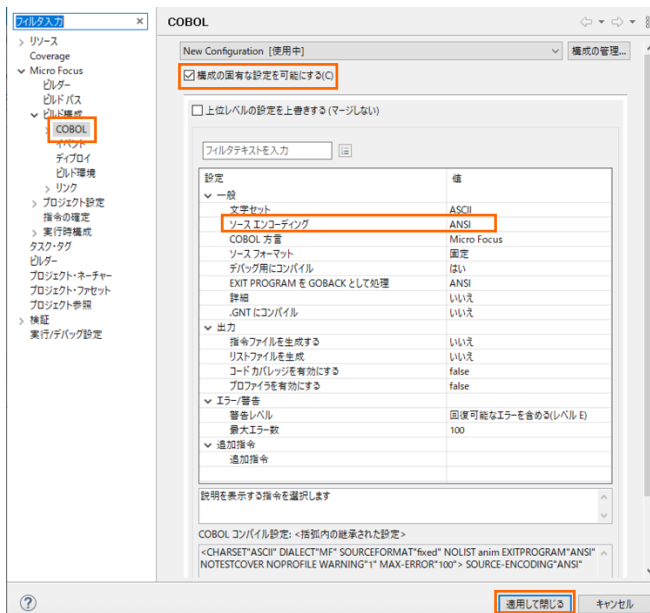 フィルタ入力
COBOL
リソース
Coverage
Micro Focus
ビルダー
ビルド パス
ビルド構成
COBOL
イベント
ディプロイ
ビルド環境
リンク
プロジェクト設定
指令の確定
実行時構成
タスク・タグ
ビルダー
プロジェクト・ネーチャー
プロジェクト・ファセット
プロジェクト参照
検証
実行/デバッグ設定
New Configuration [使用中]
構成の管理...
構成の固有な設定を可能にする(C)
上位レベルの設定を上書きする (マージしない)
フィルタテキストを入力
設定 値
一般
文字セット ASCII
ソース エンコーディング ANSI
COBOL 方言 Micro Focus
ソース フォーマット 固定
デバッグ用にコンパイル はい
EXIT PROGRAM を GOBACK として処理 ANSI
詳細 いいえ
.GNT にコンパイル いいえ
出力
指令ファイルを生成する いいえ
リストファイルを生成 いいえ
コード カバレッジを有効にする false
プロファイラを有効にする false
エラー/警告
警告レベル 回復可能なエラーを含める(レベル E)
最大エラー数 100
追加指令
追加指令
説明を表示する指令を選択します
COBOL コンパイル設定: <括弧内の継承された設定>
<CHARSET"ASCII" DIALECT"MF" SOURCEFORMAT"fixed" NOLIST anim EXITPROGRAM"ANSI"
NOTESTCOVER NOPROFILE WARNING"1" MAX-ERROR"100"> SOURCE-ENCODING"ANSI"
適用して閉じる
キャンセル